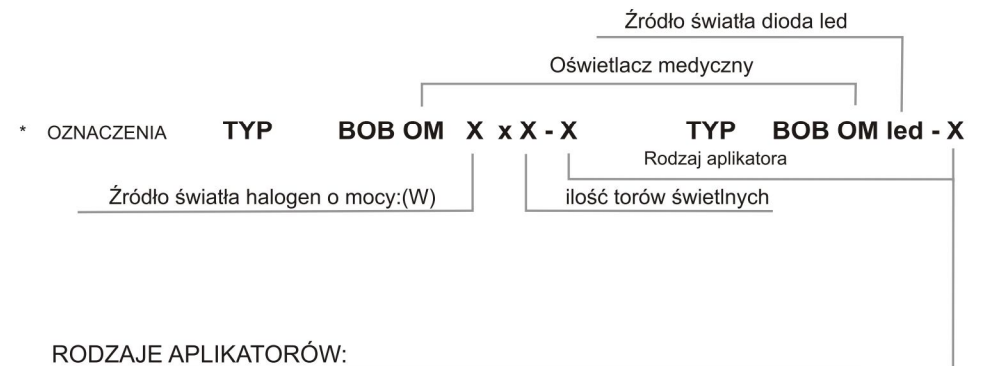 Źródło światła dioda led
Oświetlacz medyczny
* OZNACZENIA TYP BOB OM X x X - X TYP BOB OM led - X
Rodzaj aplikatora
Źródło światła halogen o mocy:(W) ilość torów świetlnych
RODZAJE APLIKATORÓW: